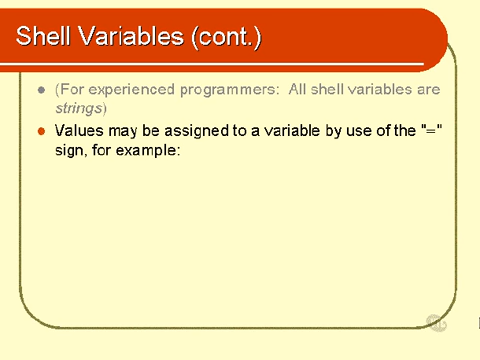 Shell Variables (cont.)
(For experienced programmers: All shell variables are
strings)
Values may be assigned to a variable by use of the "="
sign, for example: